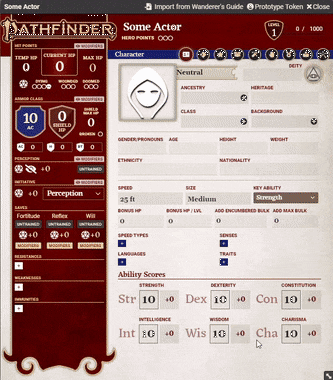 Some Actor
Import from Wanderer's Guide
Prototype Token
Close
PATHFINDER
Some Actor
HERO POINTS
LEVEL
1
0 / 1000
HIT POINTS
MODIFIERS
TEMP HP
CURRENT HP
MAX HP
0
0
0
DYING
WOUNDED
DOOMED
ARMOR CLASS
MODIFIERS
10
AC
0
SHIELD HP
SHIELD MAX HP
0
BROKEN
0
0
0
PERCEPTION
MODIFIERS
+0
UNTRAINED
INITIATIVE
MODIFIERS
+0
Perception
SAVES
Fortitude
Reflex
Will
UNTRAINED
UNTRAINED
UNTRAINED
+0
+0
+0
MODIFIERS
MODIFIERS
MODIFIERS
RESISTANCES
WEAKNESSES
IMMUNITIES
Character
Neutral
DEITY
ANCESTRY
HERITAGE
CLASS
BACKGROUND
GENDER/PRONOUNS
AGE
HEIGHT
WEIGHT
ETHNICITY
NATIONALITY
SPEED
SIZE
KEY ABILITY
25 ft
Medium
Strength
BONUS HP
BONUS HP / LVL
ADD ENCUMBERED BULK
ADD MAX BULK
0
0
0
0
SPEED TYPES
SENSES
LANGUAGES
TRAITS
Ability Scores
STRENGTH
DEXTERITY
CONSTITUTION
Str 10 +0
Dex 10 +0
Con 10 +0
INTELLIGENCE
WISDOM
CHARISMA
Int 10 +0
Wis 10 +0
Cha 10 +0